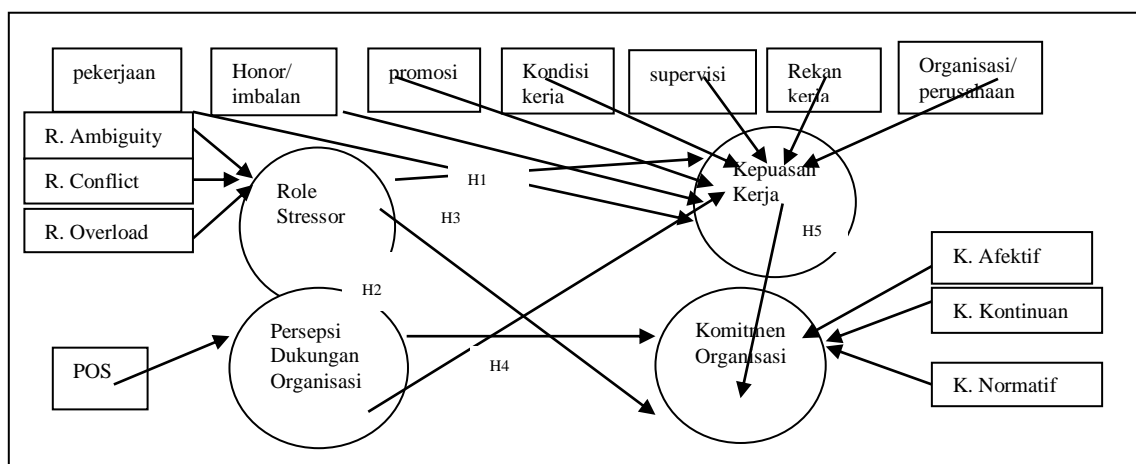 pekerjaan
Honor/
imbalan
promosi
Kondisi
kerja
supervisi
Rekan
kerja
Organisasi/
perusahaan
R. Ambiguity
R. Conflict
R. Overload
Role
Stressor
H1
H3
Kepuasan
Kerja
H5
H2
K. Afektif
K. Kontinuan
K. Normatif
Persepsi
Dukungan
Organisasi
POS
H4
Komitmen
Organisasi